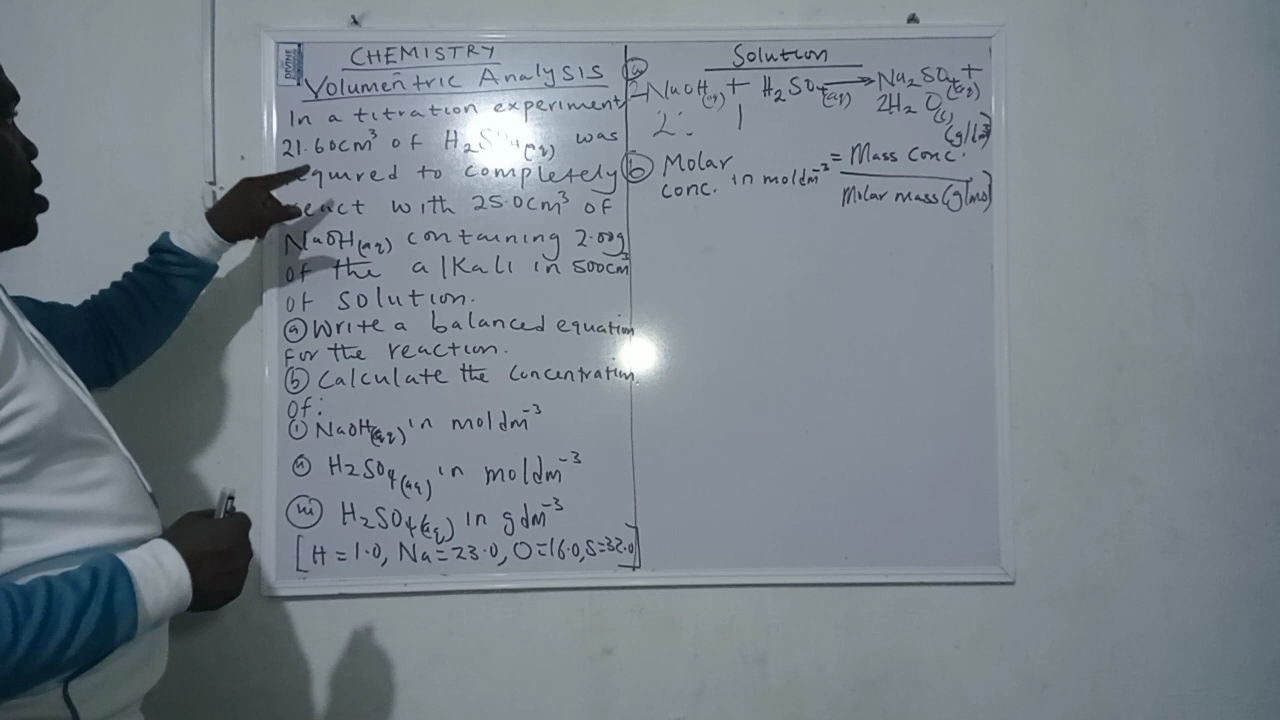 CHEMISTRY
Volumentric Analysis
In a titration experiment
21.60cm³ of H₂SO₄(aq) was
required to completely
react with 25.0cm³ of
NaOH(aq) containing 2.00g
of the alkali in 500cm³
of solution.
ⓐ Write a balanced equation
for the reaction.
ⓑ Calculate the concentration
of:
ⓘ NaOH(aq) in moldm⁻³
ⓘⓘ H₂SO₄(aq) in moldm⁻³
ⓘⓘⓘ H₂SO₄(aq) in gdm⁻³
[H = 1.0, Na = 23.0, O = 16.0, S = 32.0]
Solution
ⓐ
2NaOH(aq) + H₂SO₄(aq) → Na₂SO₄(aq) +
2H₂O(l)
2: 1
ⓑ Molar conc. in moldm⁻³ = Mass conc. (g/dm³)
Molar mass (g/mol)